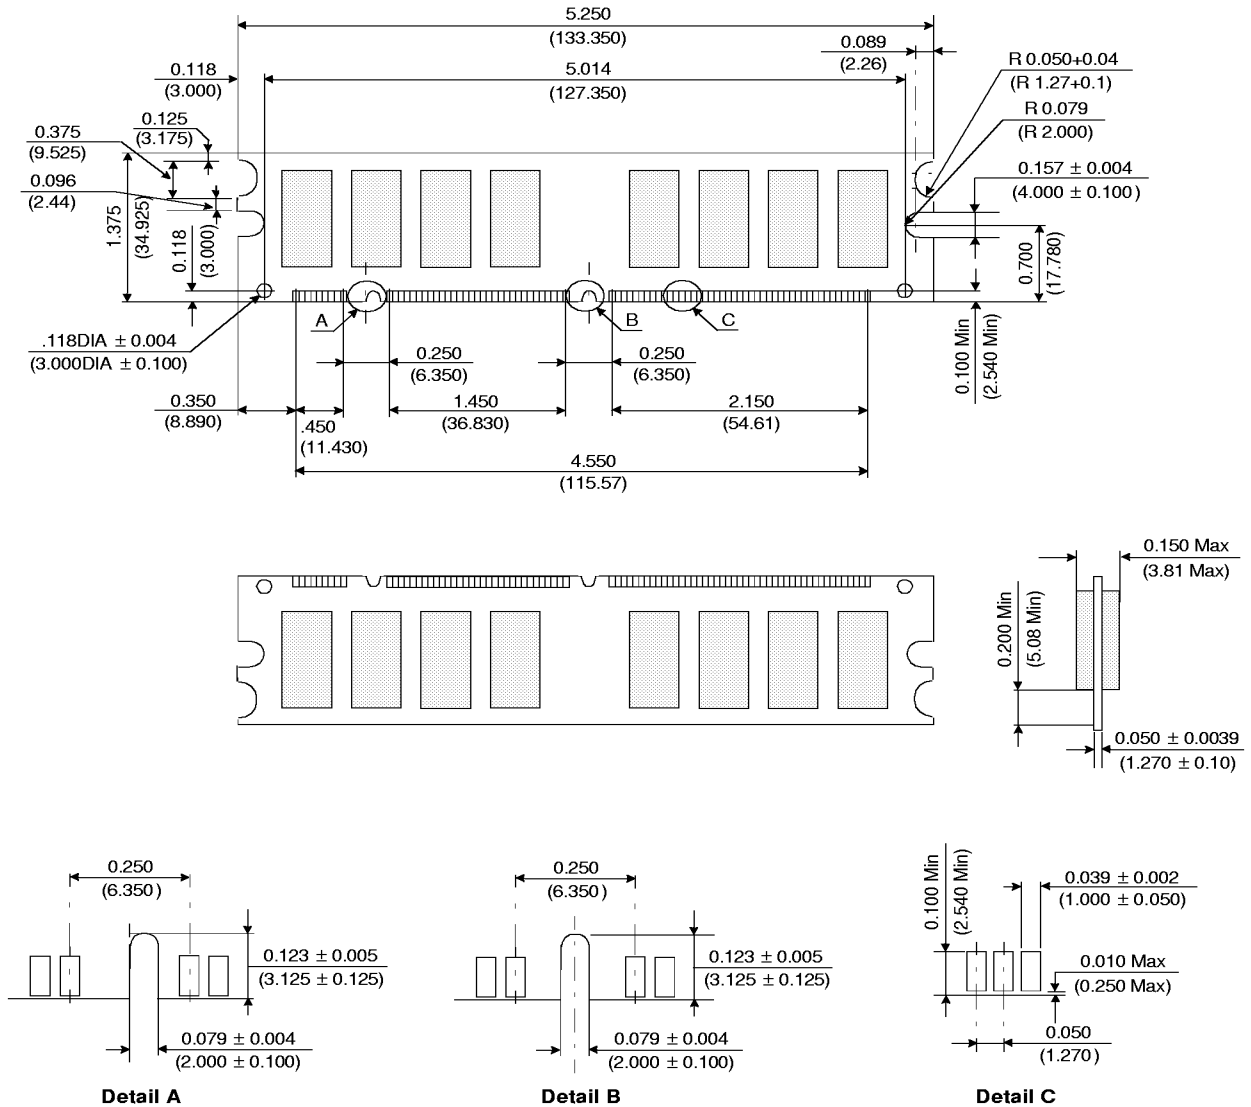 5.250
(133.350)
0.089
(2.26)
R 0.050+0.04
(R 1.27+0.1)
0.118
(3.000)
5.014
(127.350)
R 0.079
(R 2.000)
0.125
(3.175)
0.375
(9.525)
0.157 ± 0.004
(4.000 ± 0.100)
0.096
(2.44)
1.375
(34.925)
0.118
(3.000)
0.700
(17.780)
A
B
C
.118DIA ± 0.004
(3.000DIA ± 0.100)
0.250
(6.350)
0.250
(6.350)
0.100 Min
(2.540 Min)
0.350
(8.890)
.450
(11.430)
1.450
(36.830)
2.150
(54.61)
4.550
(115.57)
0.150 Max
(3.81 Max)
0.200 Min
(5.08 Min)
0.050 ± 0.0039
(1.270 ± 0.10)
0.250
(6.350)
0.123 ± 0.005
(3.125 ± 0.125)
0.079 ± 0.004
(2.000 ± 0.100)
Detail A
0.250
(6.350)
0.123 ± 0.005
(3.125 ± 0.125)
0.079 ± 0.004
(2.000 ± 0.100)
Detail B
0.100 Min
(2.540 Min)
0.039 ± 0.002
(1.000 ± 0.050)
0.010 Max
(0.250 Max)
0.050
(1.270)
Detail C